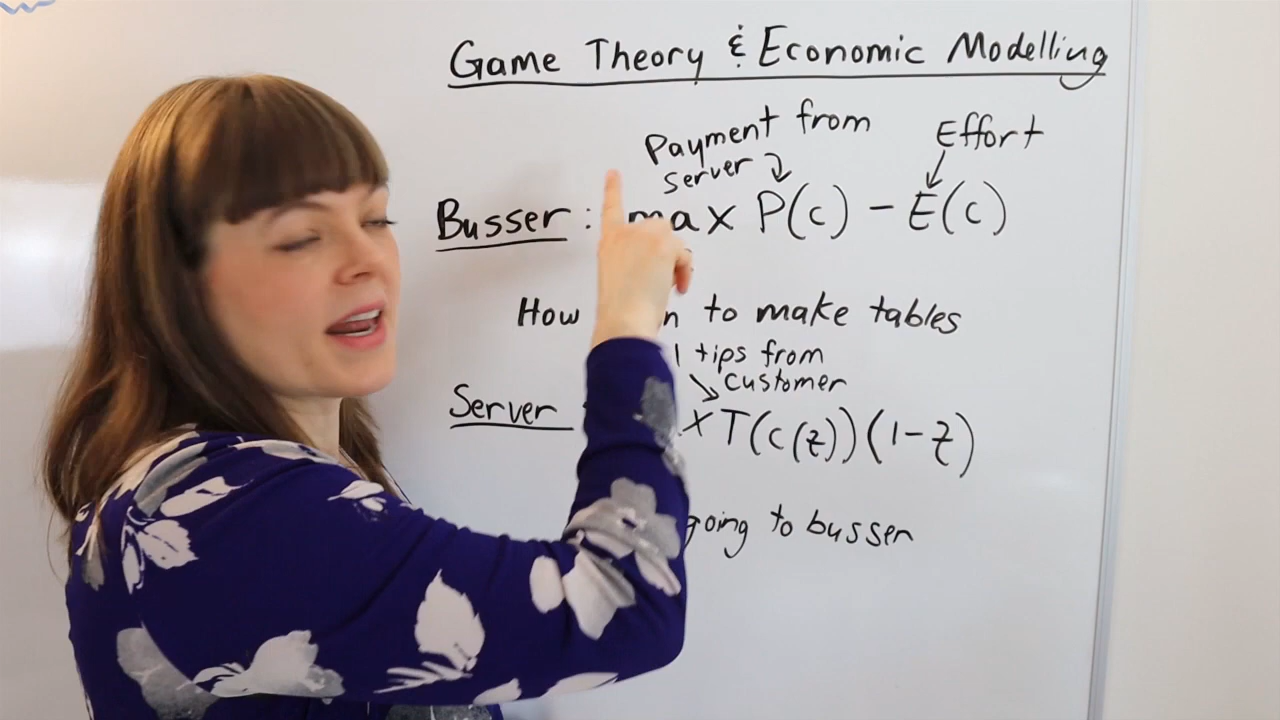 Game Theory & Economic Modelling
Payment from
server
Effort
Busser : max P(c) - E(c)
How to make tables
tips from
customer
Server T(c(z))(1-z)
going to busser